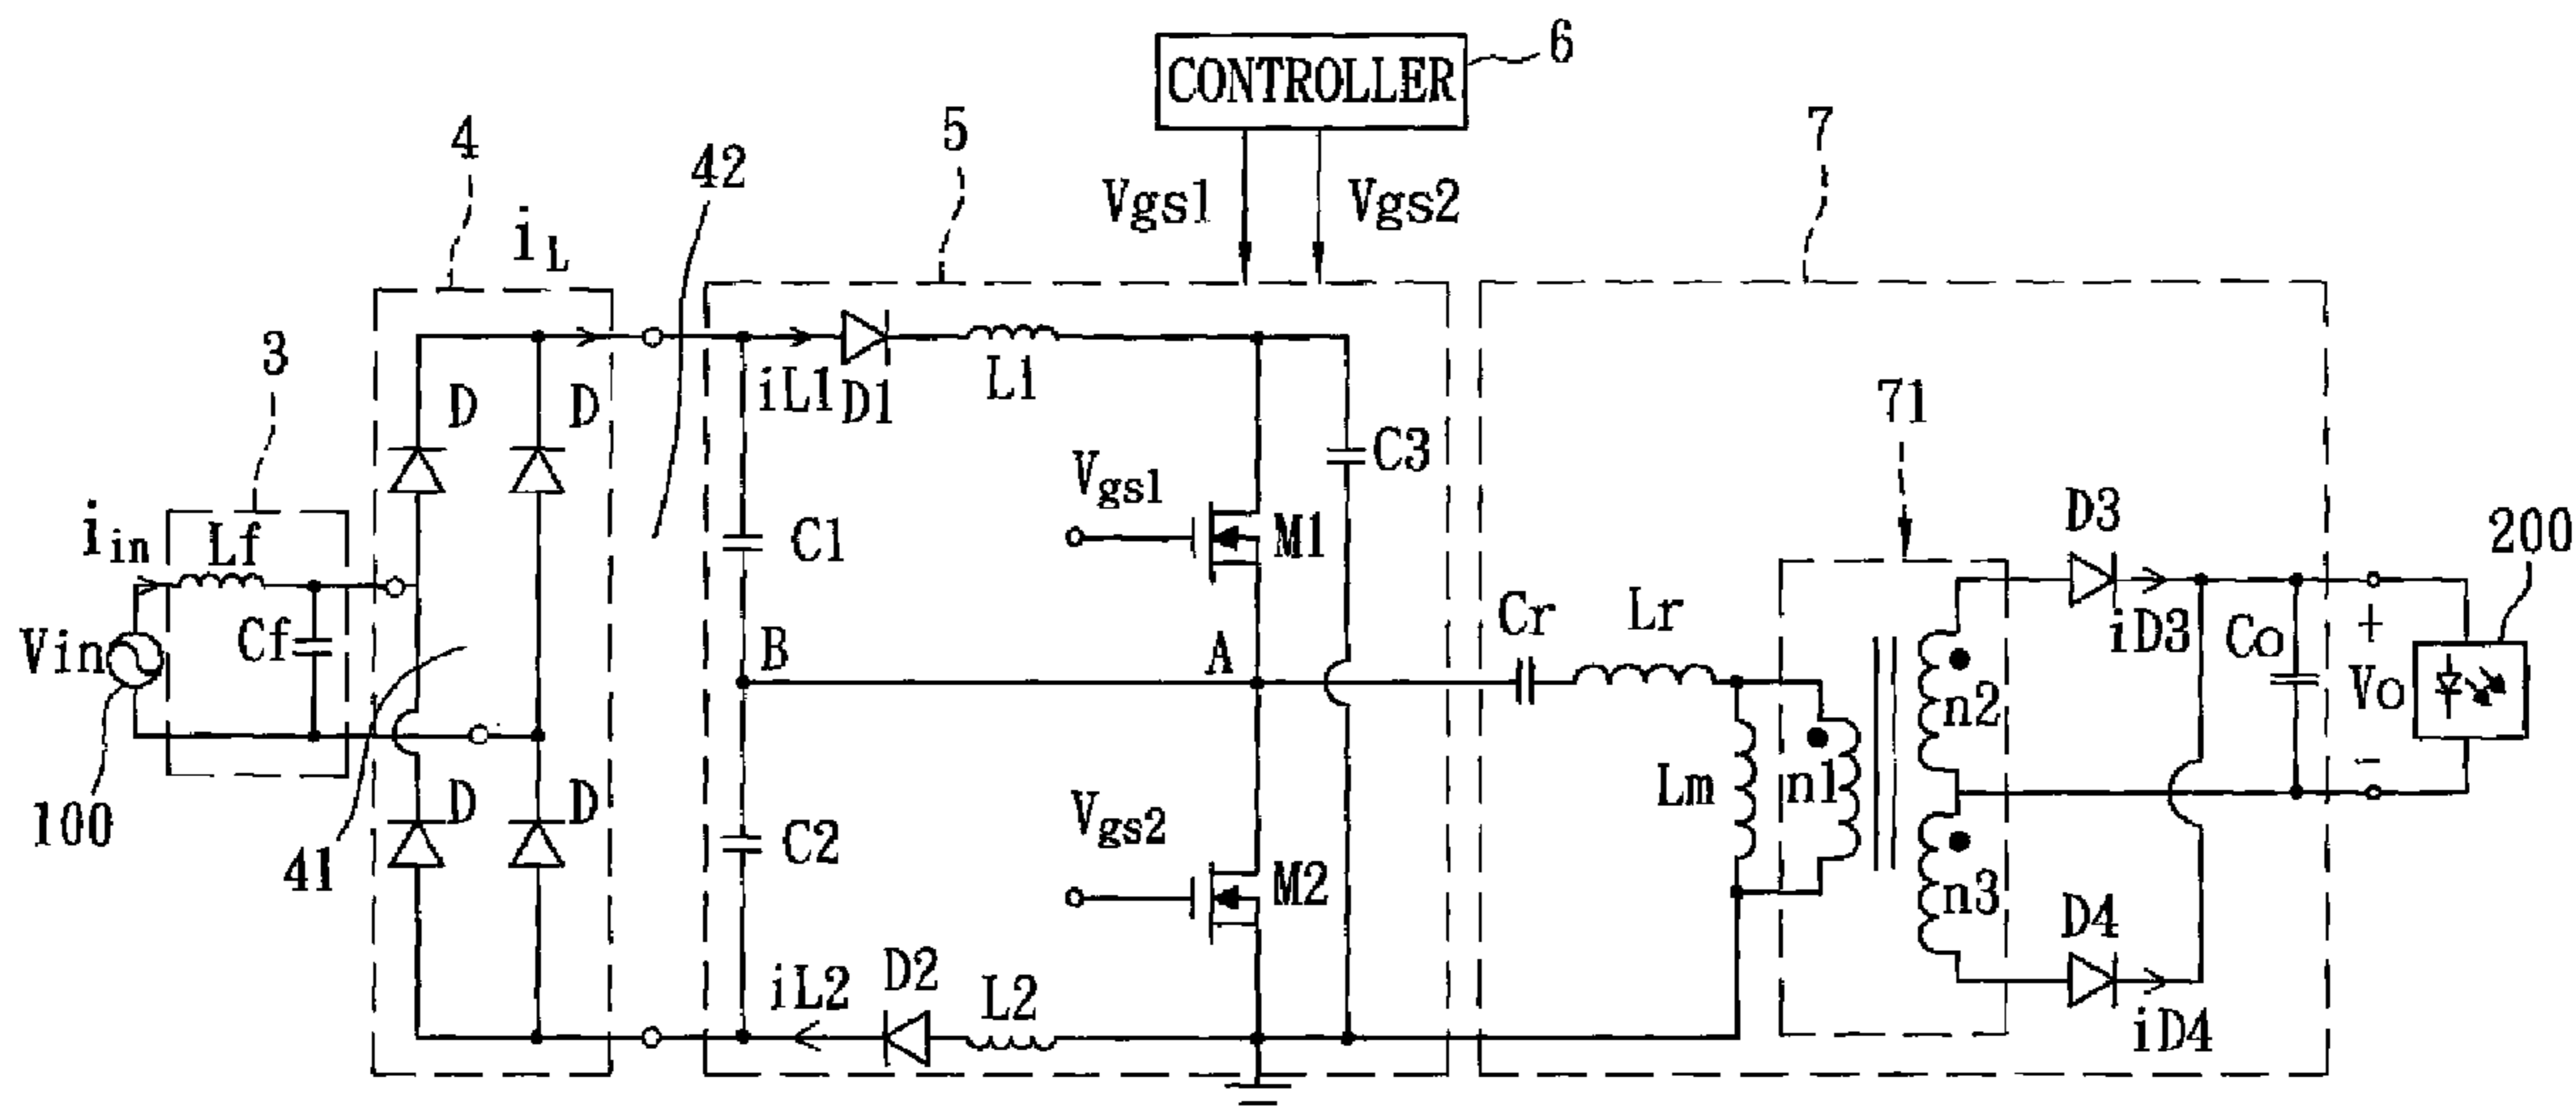 6
CONTROLLER
4
5
7
42
Vgs1
Vgs2
iL
3
D
D
iL1
D1
L1
71
C3
Vgs1
iin
Lf
C1
M1
D3
200
Vin
Cf
B
A
Cr
Lr
iD3
Co
+
Vo
n2
Lm
n1
-
100
41
D
D
C2
Vgs2
M2
n3
D4
iL2
D2
L2
iD4